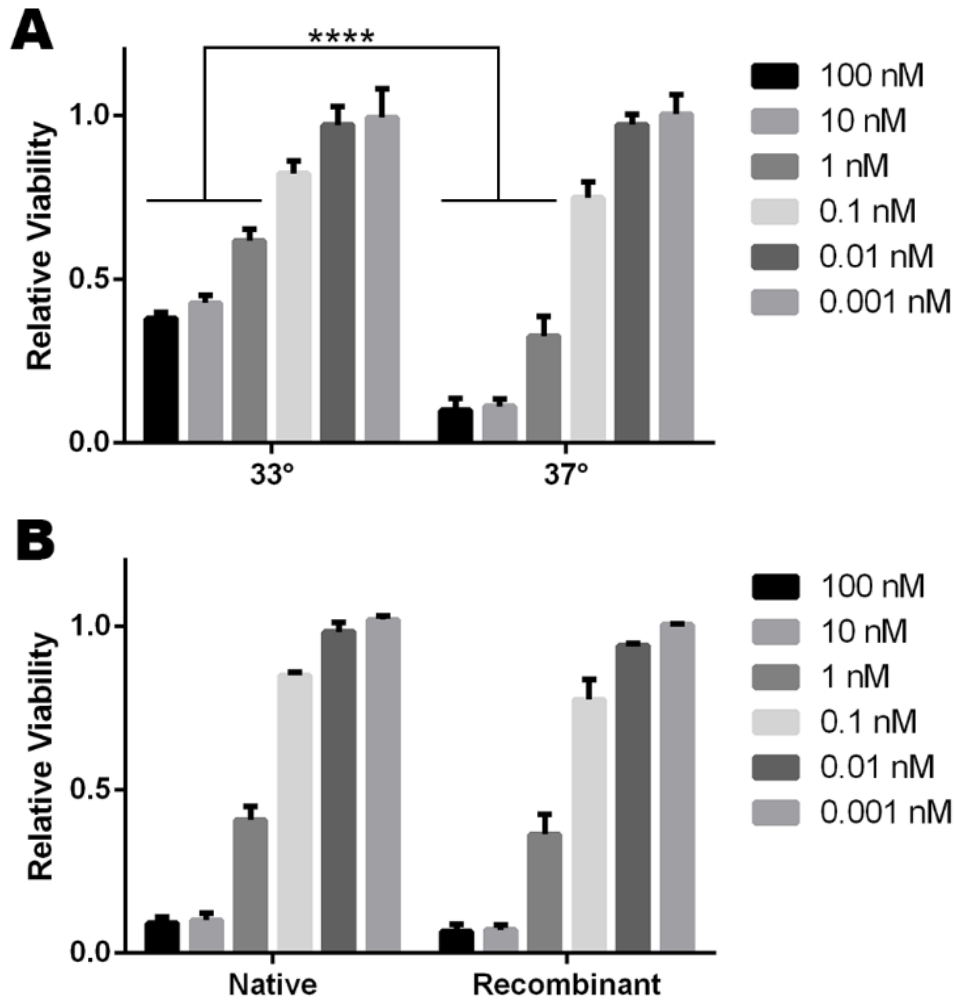 A
****
Relative Viability
1.0
0.5
0.0
33°
37°
100 nM
10 nM
1 nM
0.1 nM
0.01 nM
0.001 nM
B
Relative Viability
1.0
0.5
0.0
Native
Recombinant
100 nM
10 nM
1 nM
0.1 nM
0.01 nM
0.001 nM